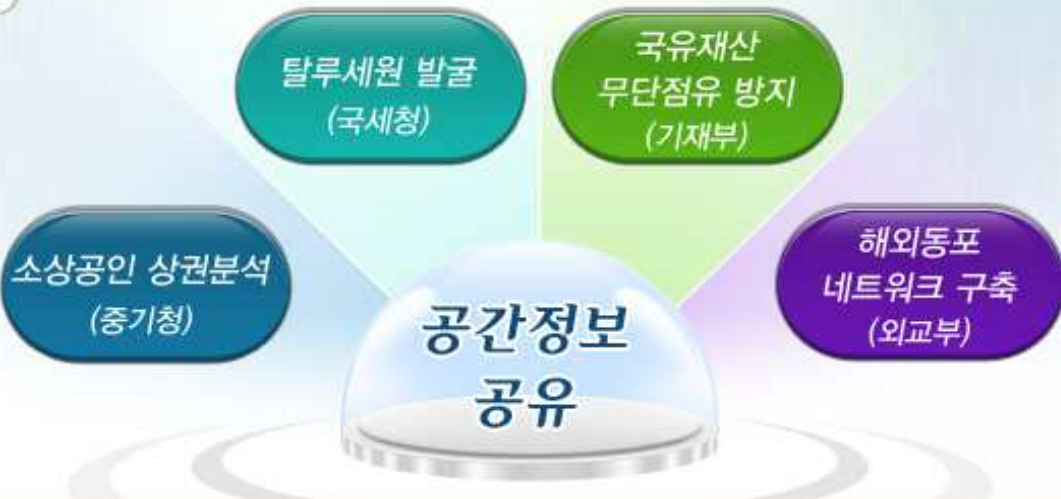 탈루세원 발굴
(국세청)
국유재산
무단점유 방지
(기재부)
소상공인 상권분석
(중기청)
해외동포
네트워크 구축
(외교부)
공간정보
공유